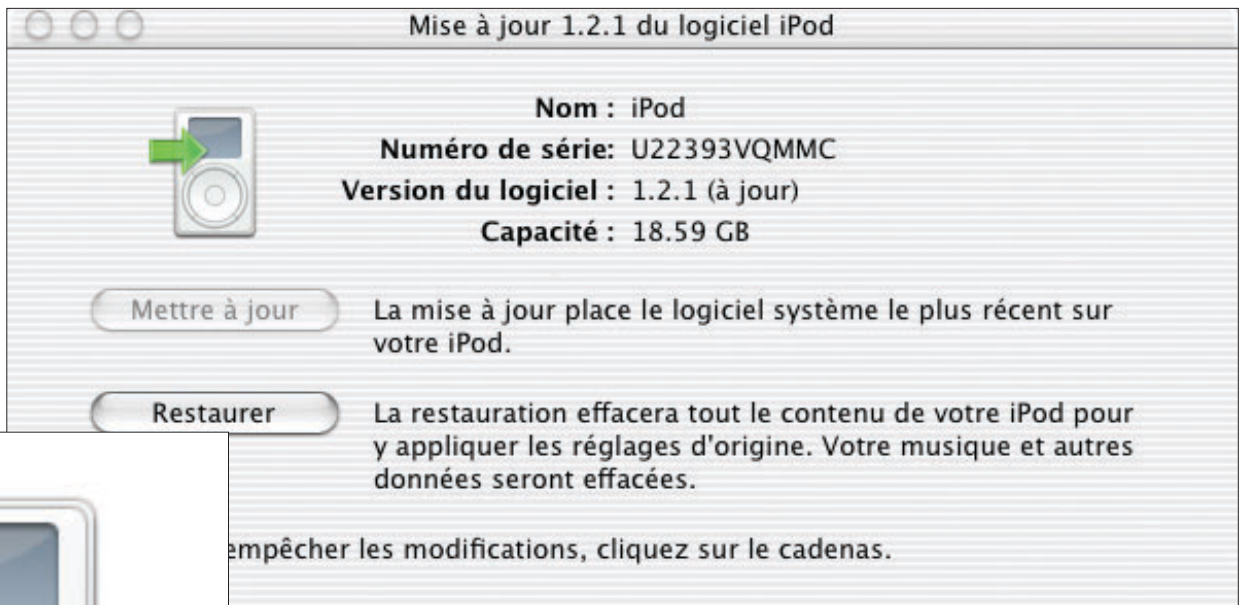 Mise à jour 1.2.1 du logiciel iPod
Nom : iPod
Numéro de série: U22393VQMMC
Version du logiciel : 1.2.1 (à jour)
Capacité : 18.59 GB
Mettre à jour
La mise à jour place le logiciel système le plus récent sur
votre iPod.
Restaurer
La restauration effacera tout le contenu de votre iPod pour
y appliquer les réglages d'origine. Votre musique et autres
données seront effacées.
empêcher les modifications, cliquez sur le cadenas.